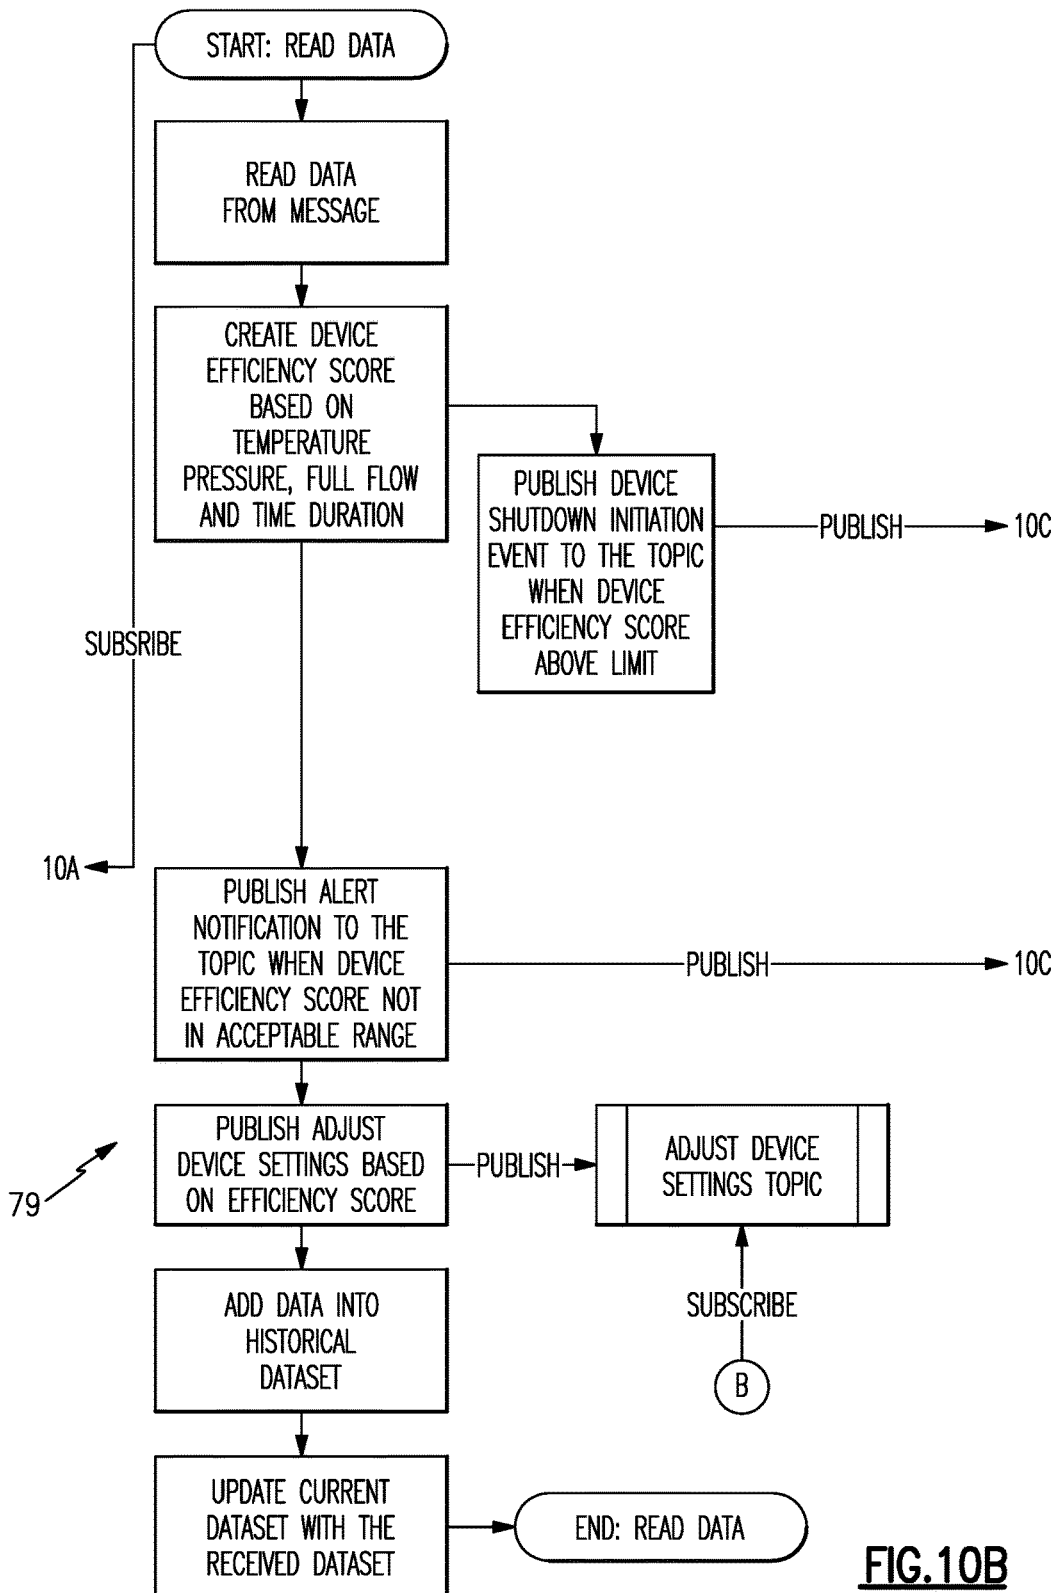 START: READ DATA
READ DATA
FROM MESSAGE
CREATE DEVICE
EFFICIENCY SCORE
BASED ON
TEMPERATURE
PRESSURE, FULL FLOW
AND TIME DURATION
PUBLISH DEVICE
SHUTDOWN INITIATION
EVENT TO THE TOPIC
WHEN DEVICE
EFFICIENCY SCORE
ABOVE LIMIT
PUBLISH
10C
SUBSRIBE
10A
PUBLISH ALERT
NOTIFICATION TO THE
TOPIC WHEN DEVICE
EFFICIENCY SCORE NOT
IN ACCEPTABLE RANGE
PUBLISH
10C
79
PUBLISH ADJUST
DEVICE SETTINGS BASED
ON EFFICIENCY SCORE
PUBLISH
ADJUST DEVICE
SETTINGS TOPIC
SUBSCRIBE
B
ADD DATA INTO
HISTORICAL
DATASET
UPDATE CURRENT
DATASET WITH THE
RECEIVED DATASET
END: READ DATA
FIG.10B